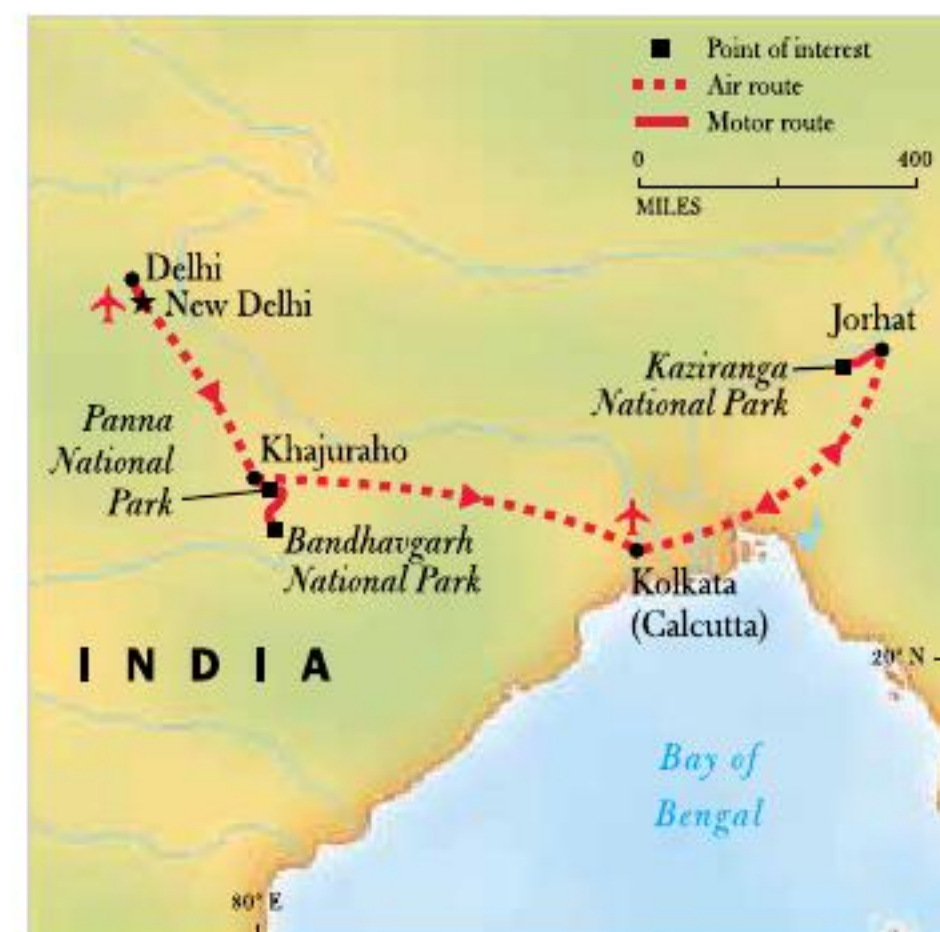 Point of interest
Air route
Motor route
0 400
MILES
Delhi
New Delhi
Jorhat
Kaziranga
National Park
Panna
National
Park
Khajuraho
Bandhavgarh
National Park
Kolkata
(Calcutta)
INDIA
20° N
Bay of
Bengal
80° E